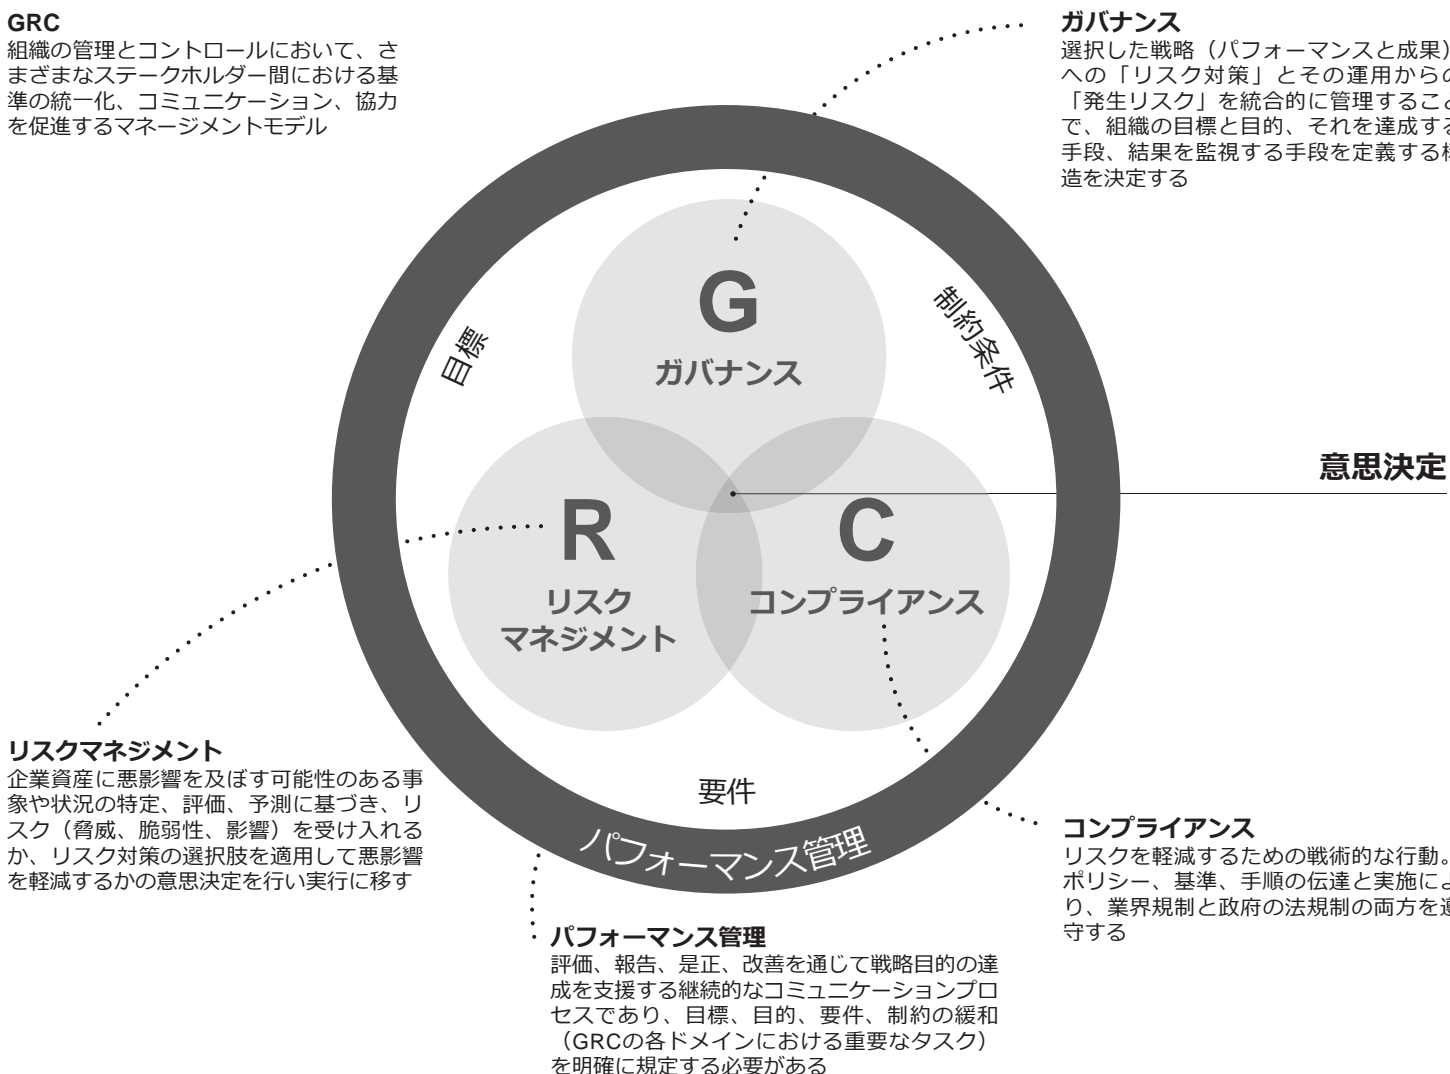 GRC
組織の管理とコントロールにおいて、さ
まざまなステークホルダー間における基
準の統一化、コミュニケーション、協力
を促進するマネージメントモデル
ガバナンス
選択した戦略（パフォーマンスと成果）
への「リスク対策」とその運用からの
「発生リスク」を統合的に管理すること
で、組織の目標と目的、それを達成する
手段、結果を監視する手段を定義する構
造を決定する
G
ガバナンス
目標
制約条件
意思決定
R
リスク
マネジメント
C
コンプライアンス
要件
パフォーマンス管理
リスクマネジメント
企業資産に悪影響を及ぼす可能性のある事
象や状況の特定、評価、予測に基づき、リ
スク（脅威、脆弱性、影響）を受け入れる
か、リスク対策の選択肢を適用して悪影響
を軽減するかの意思決定を行い実行に移す
コンプライアンス
リスクを軽減するための戦術的な行動。
ポリシー、基準、手順の伝達と実施によ
り、業界規制と政府の法規制の両方を遵
守する
パフォーマンス管理
評価、報告、是正、改善を通じて戦略目的の達
成を支援する継続的なコミュニケーションプロ
セスであり、目標、目的、要件、制約の緩和
（GRCの各ドメインにおける重要なタスク）
を明確に規定する必要がある